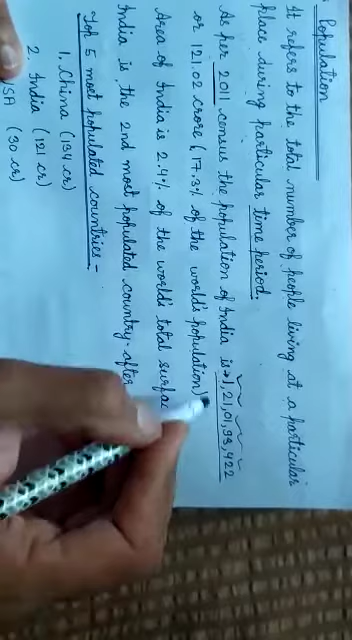 Population
It refers to the total number of people living at a particular
place during particular time period.
As per 2011 census the population of India is → 1,21,01,93,422
or 121.02 crore (17.3% of the world's population)
Area of India is 2.4% of the world's total
India is the 2nd most populated country after
Top 5 most populated countries -
1. China (134 cr)
2. India (121 cr)
USA (30 cr)